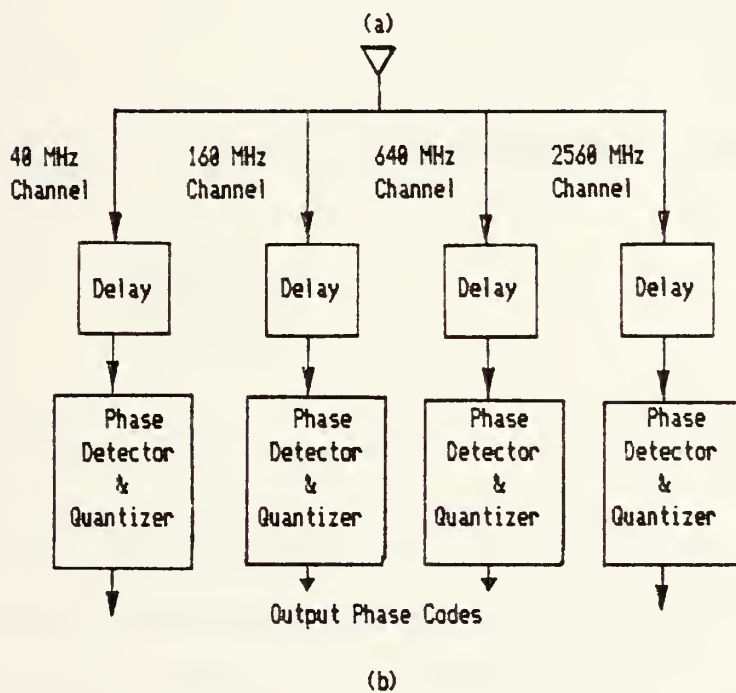 (a)
40 MHz
Channel
160 MHz
Channel
640 MHz
Channel
2560 MHz
Channel
Delay
Delay
Delay
Delay
Phase
Detector
&
Quantizer
Phase
Detector
&
Quantizer
Phase
Detector
&
Quantizer
Phase
Detector
&
Quantizer
Output Phase Codes
(b)